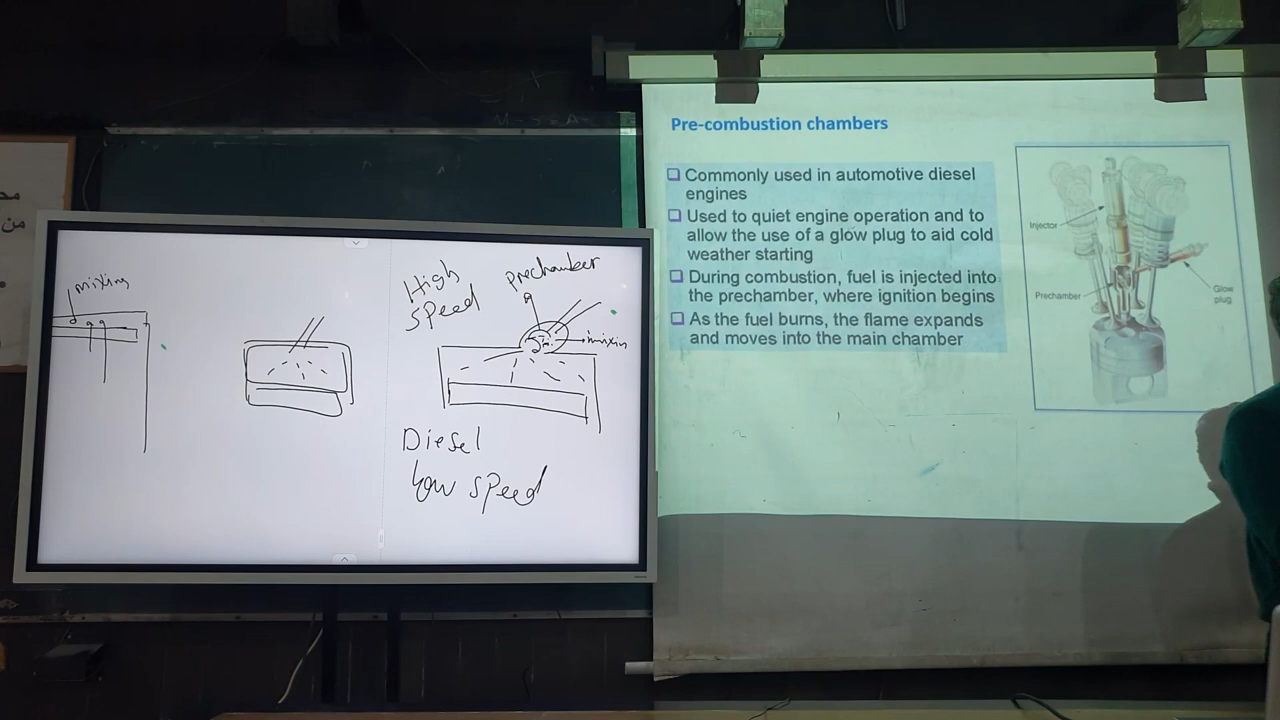 محا
من
mixing
High
speed
prechamber
mixin
Diesel
low speed
Pre-combustion chambers
Commonly used in automotive diesel
engines
Used to quiet engine operation and to
allow the use of a glow plug to aid cold
weather starting
During combustion, fuel is injected into
the prechamber, where ignition begins
As the fuel burns, the flame expands
and moves into the main chamber
Injector
Prechamber
Glow
plug